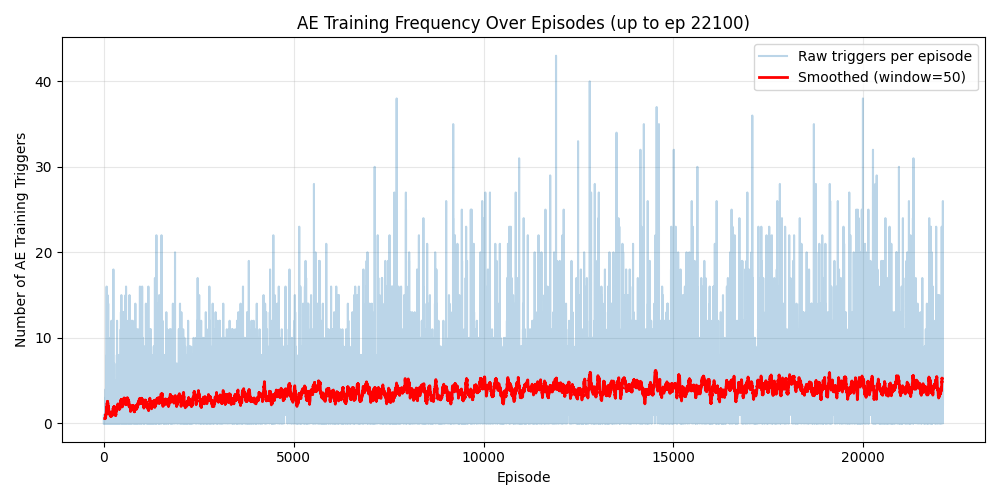 AE Training Frequency Over Episodes (up to ep 22100)
Raw triggers per episode
Smoothed (window=50)
Number of AE Training Triggers
40
30
20
10
0
0 5000 10000 15000 20000
Episode